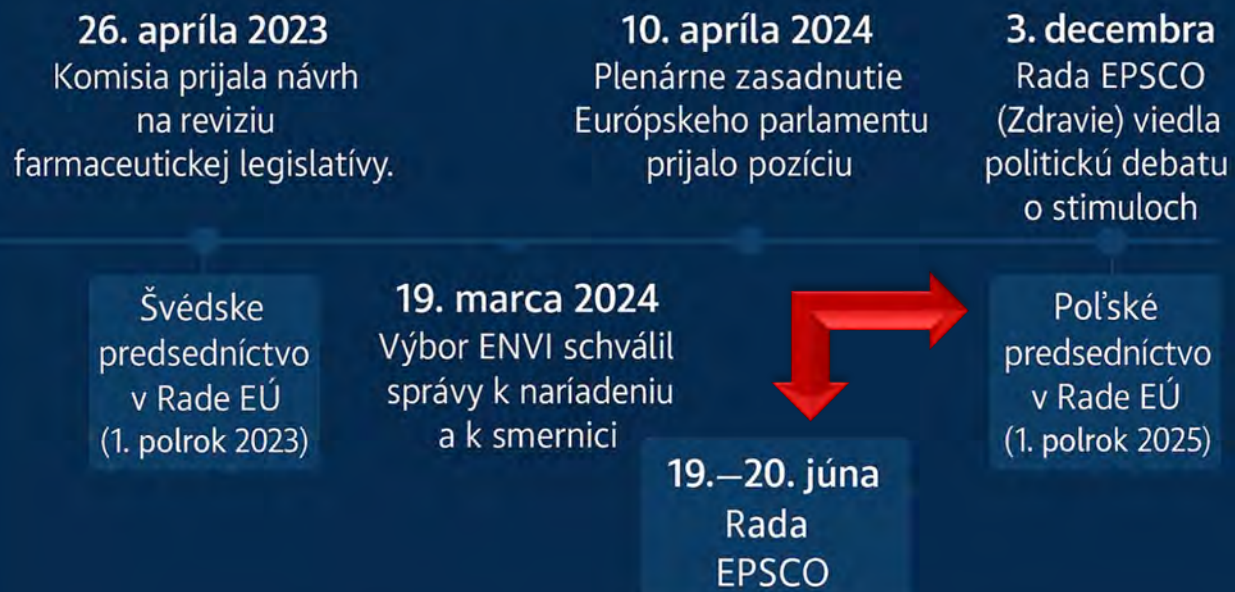 26. apríla 2023
Komisia prijala návrh
na reviziu
farmaceutickej legislatívy.
10. apríla 2024
Plenárne zasadnutie
Európskeho parlamentu
prijalo pozíciu
3. decembra
Rada EPSCO
(Zdravie) viedla
politickú debatu
o stimuloch
Švédske
predsedníctvo
v Rade EÚ
(1. polrok 2023)
19. marca 2024
Výbor ENVI schválil
správy k nariadeniu
a k smernici
19.–20. júna
Rada
EPSCO
Poľské
predsedníctvo
v Rade EÚ
(1. polrok 2025)